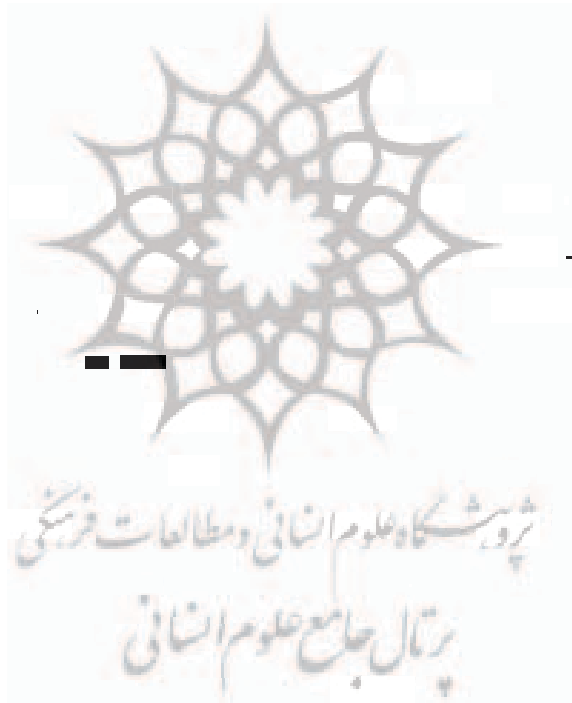 پژوهشگاه علوم انسانی و مطالعات فرهنگی
پرتال جامع علوم انسانی